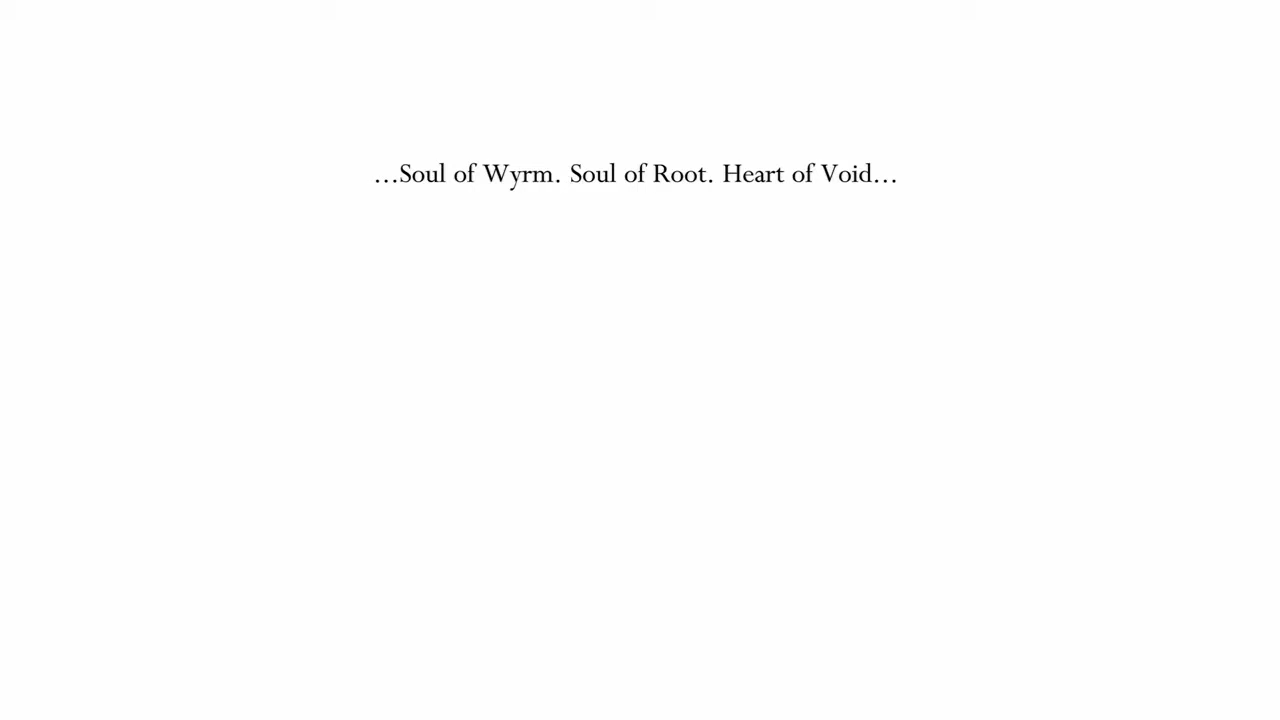 …Soul of Wyrm. Soul of Root. Heart of Void…